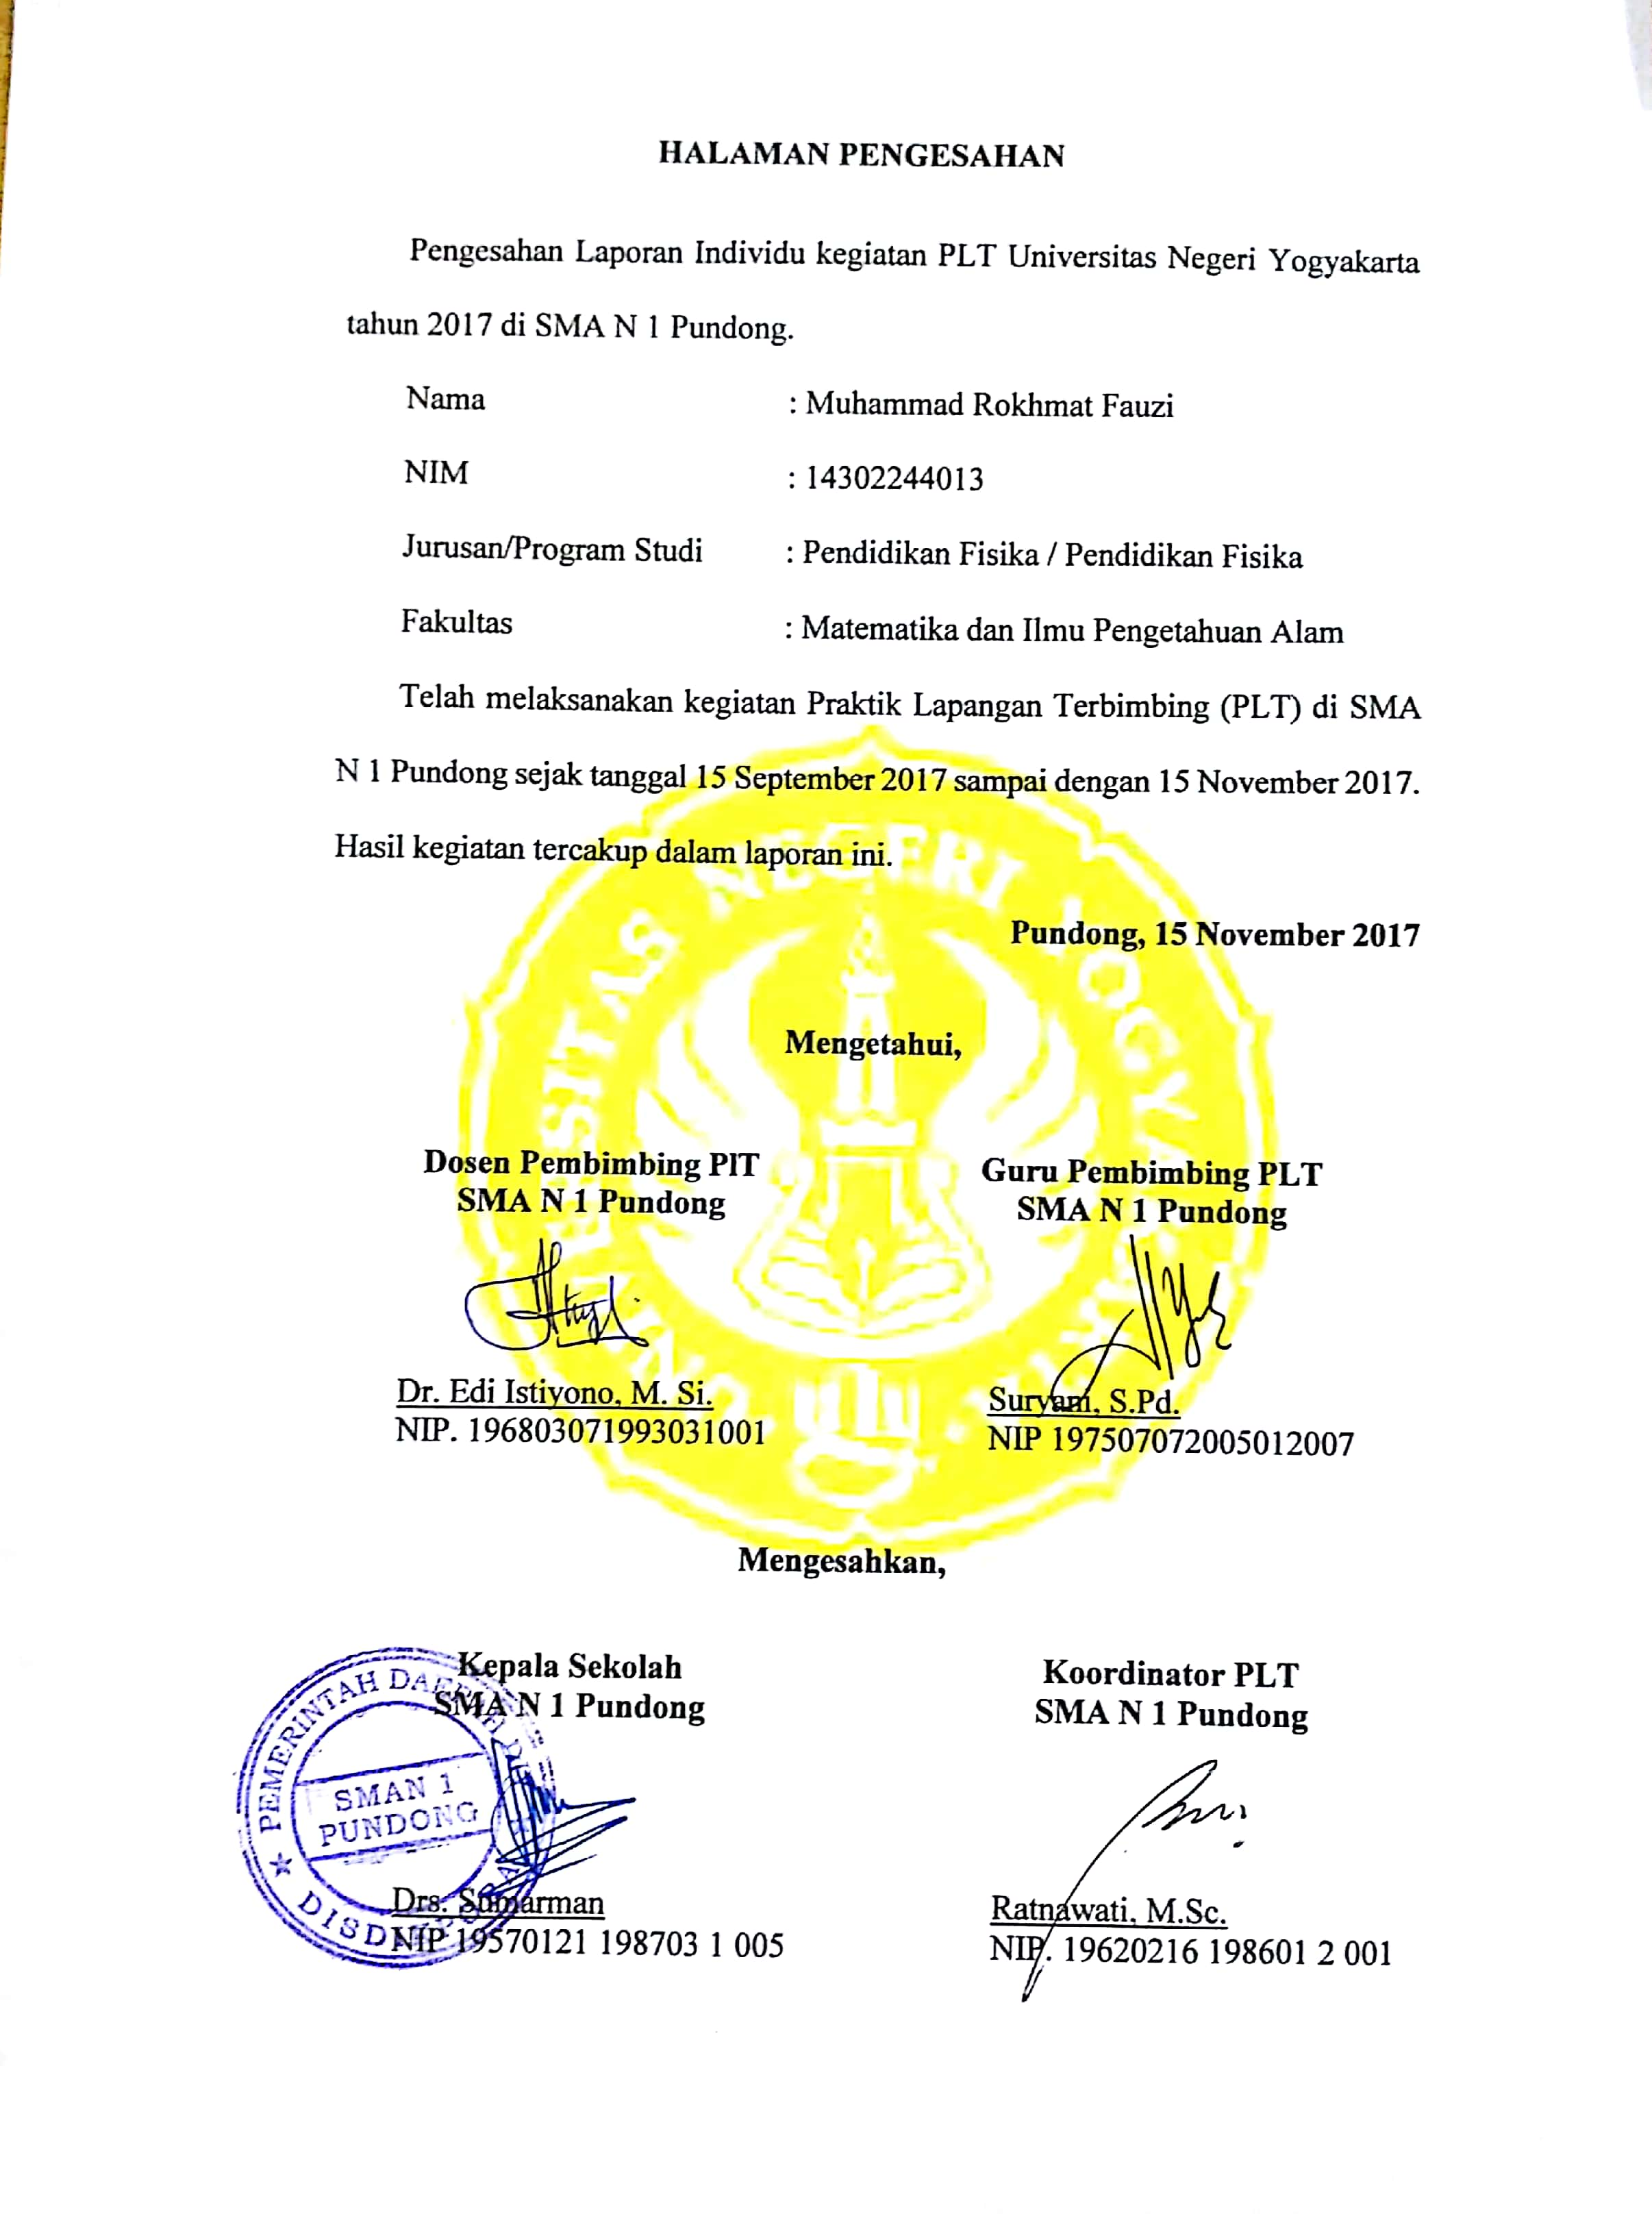 HALAMAN PENGESAHAN
Pengesahan Laporan Individu kegiatan PLT Universitas Negeri Yogyakarta
tahun 2017 di SMA N 1 Pundong.
Nama : Muhammad Rokhmat Fauzi
NIM : 14302244013
Jurusan/Program Studi : Pendidikan Fisika / Pendidikan Fisika
Fakultas : Matematika dan Ilmu Pengetahuan Alam
Telah melaksanakan kegiatan Praktik Lapangan Terbimbing (PLT) di SMA
N 1 Pundong sejak tanggal 15 September 2017 sampai dengan 15 November 2017.
Hasil kegiatan tercakup dalam laporan ini.
NEGERI
Pundong, 15 November 2017
Mengetahui,
Dosen Pembimbing PlT
SMA N 1 Pundong
Guru Pembimbing PLT
SMA N 1 Pundong
Dr. Edi Istiyono, M. Si.
NIP. 196803071993031001
Suryani, S.Pd.
NIP 197507072005012007
Mengesahkan,
Kepala Sekolah
SMA N 1 Pundong
Koordinator PLT
SMA N 1 Pundong
PEMERINTAH
SMAN 1
PUNDONG
Drs. Sumarman
NIP 19570121 198703 1 005
Ratnawati, M.Sc.
NIP. 19620216 198601 2 001